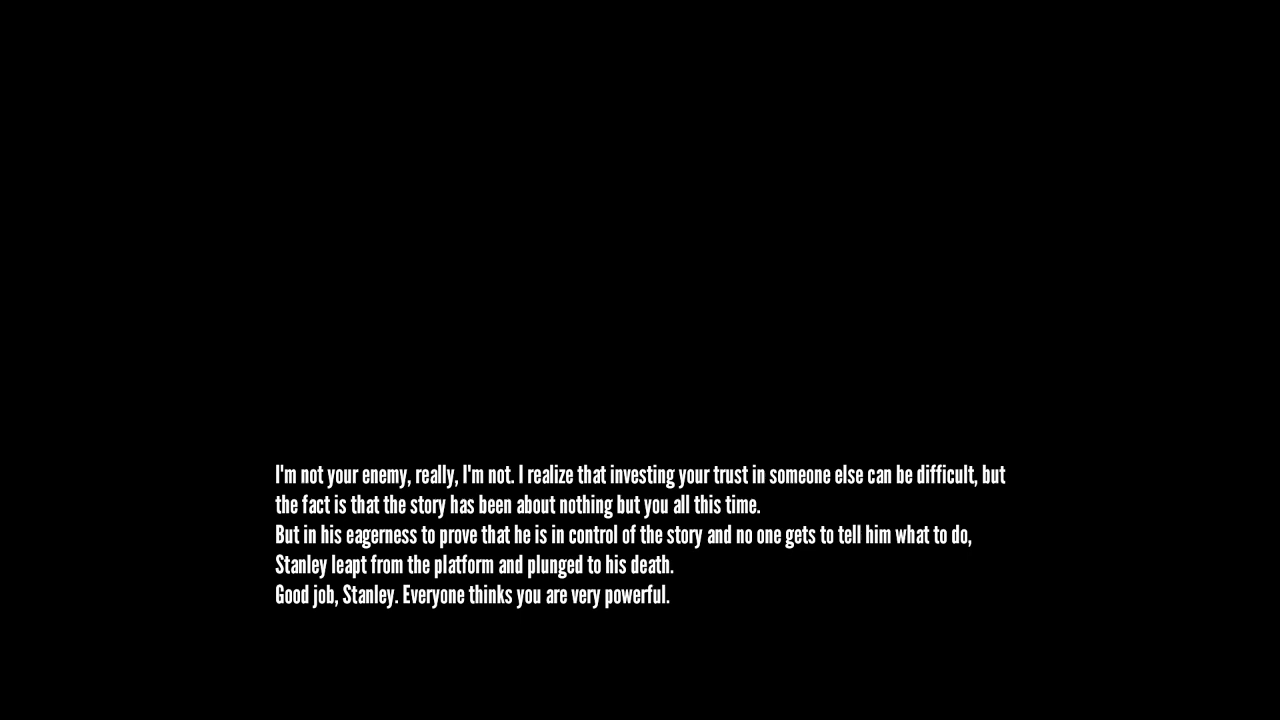 I'm not your enemy, really, I'm not. I realize that investing your trust in someone else can be difficult, but
the fact is that the story has been about nothing but you all this time.
But in his eagerness to prove that he is in control of the story and no one gets to tell him what to do,
Stanley leapt from the platform and plunged to his death.
Good job, Stanley. Everyone thinks you are very powerful.